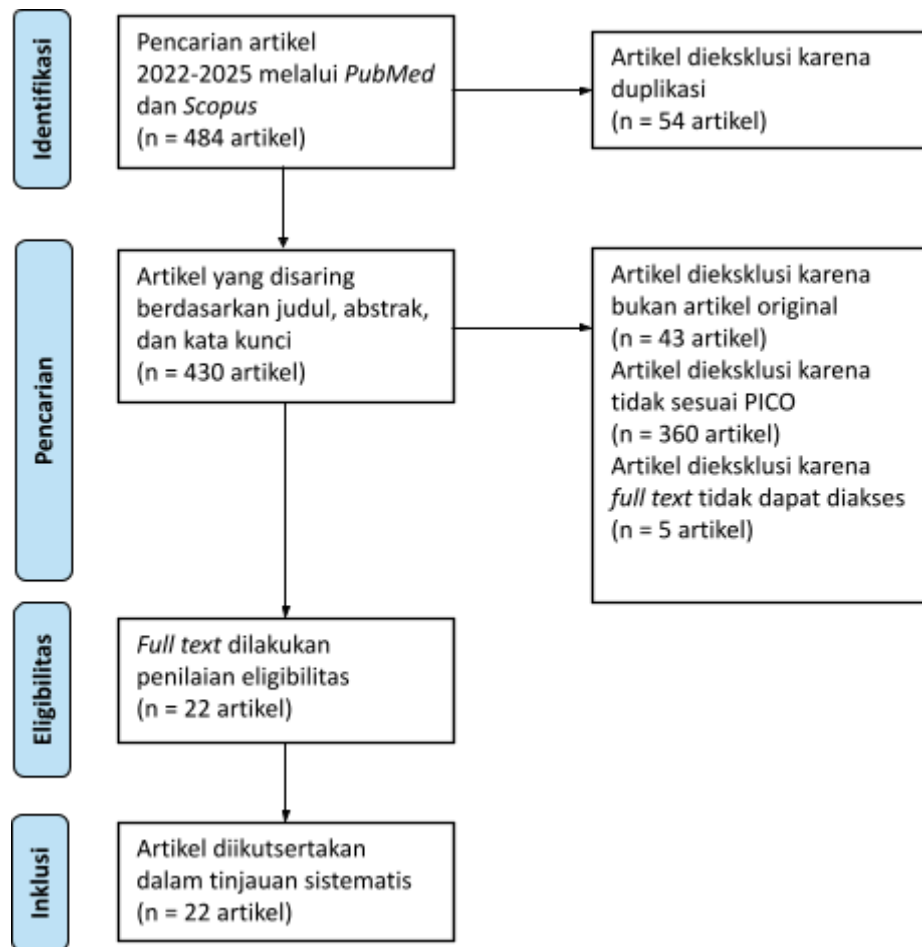 Identifikasi
Pencarian artikel
2022-2025 melalui PubMed
dan Scopus
(n = 484 artikel)
Artikel dieksklusi karena
duplikasi
(n = 54 artikel)
Pencarian
Artikel yang disaring
berdasarkan judul, abstrak,
dan kata kunci
(n = 430 artikel)
Artikel dieksklusi karena
bukan artikel original
(n = 43 artikel)
Artikel dieksklusi karena
tidak sesuai PICO
(n = 360 artikel)
Artikel dieksklusi karena
full text tidak dapat diakses
(n = 5 artikel)
Eligibilitas
Full text dilakukan
penilaian eligibilitas
(n = 22 artikel)
Inklusi
Artikel diikutsertakan
dalam tinjauan sistematis
(n = 22 artikel)